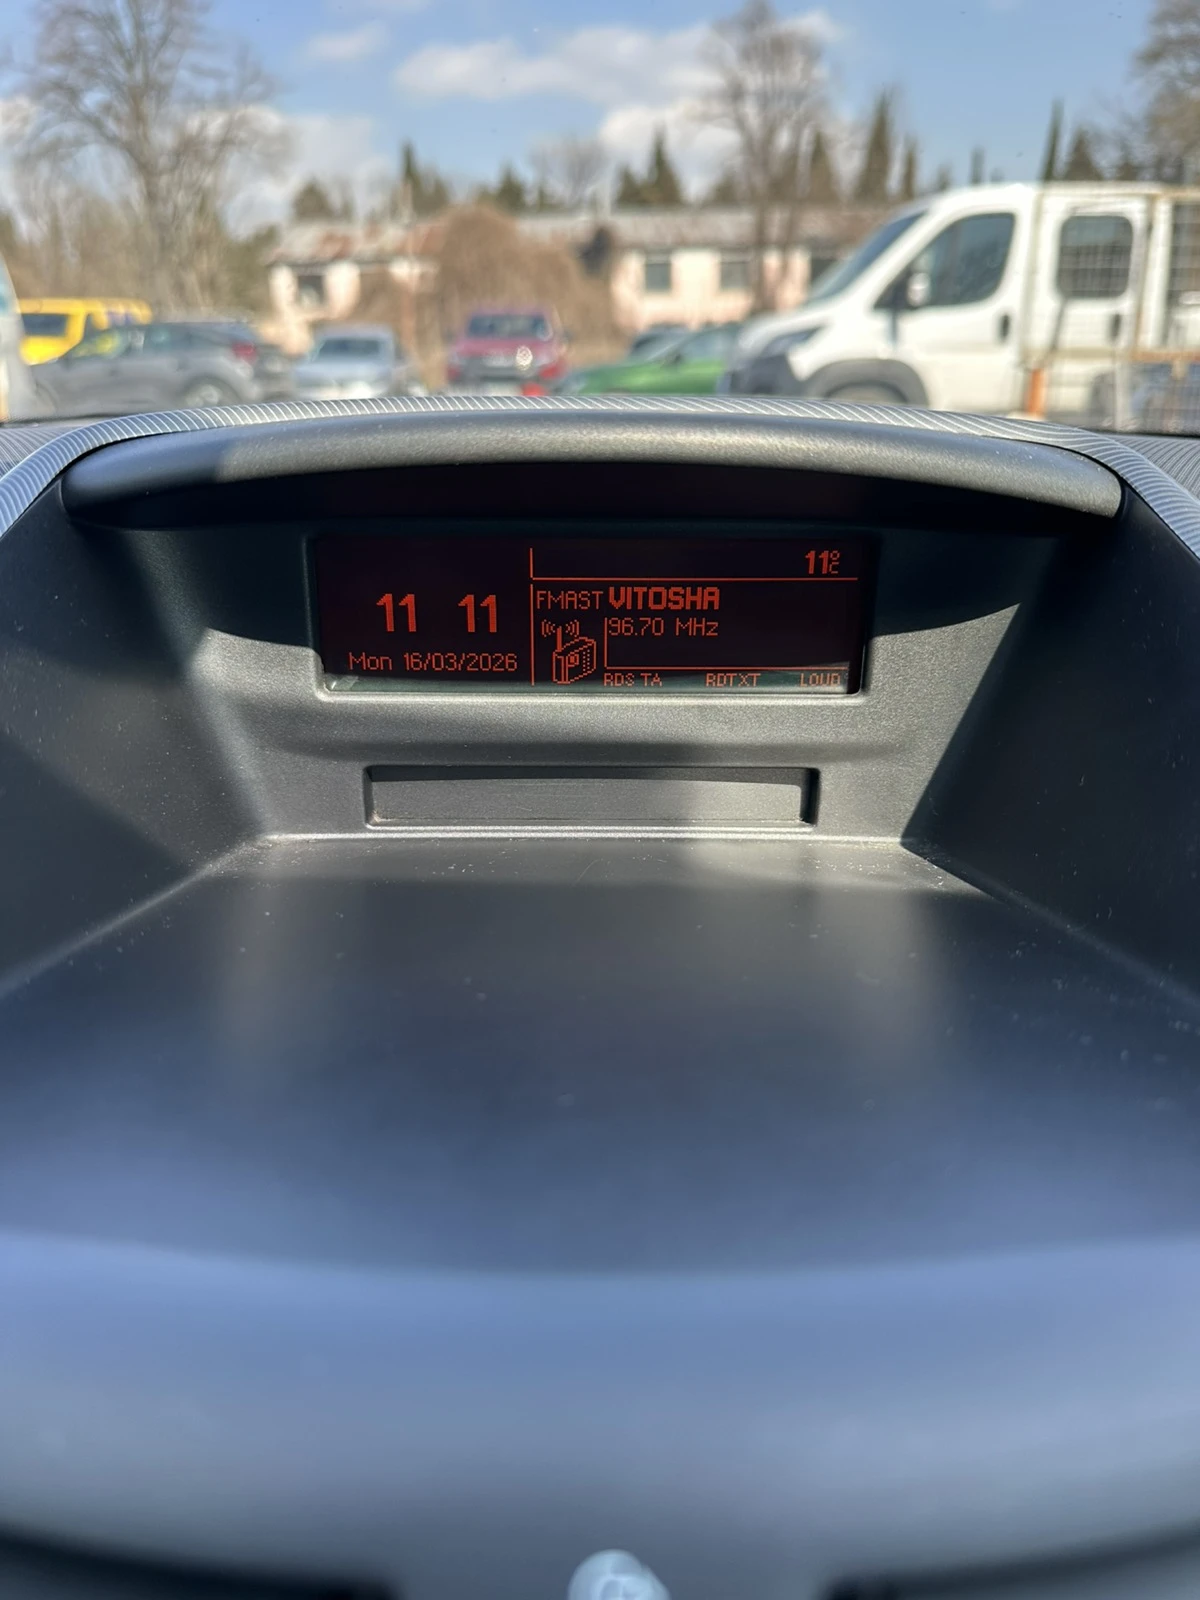 11°C
11 11
Mon 16/03/2026
FMAST VITOSHA
96.70 MHz
RDS TA RDTXT LOUD